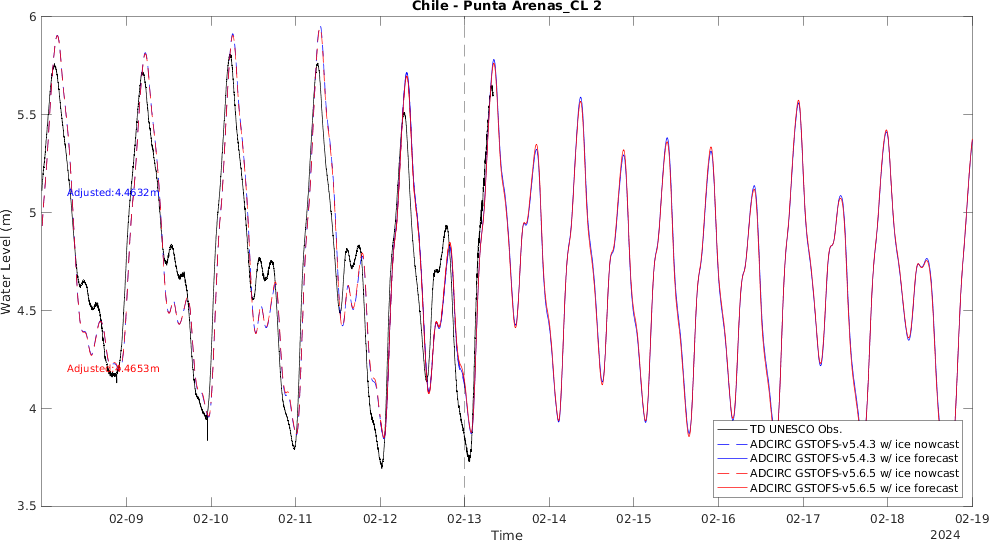 Chile - Punta Arenas_CL 2
6
5.5
5
4.5
4
3.5
Water Level (m)
Adjusted:4.4632m
Adjusted:4.4653m
TD UNESCO Obs.
ADCIRC GSTOFS-v5.4.3 w/ ice nowcast
ADCIRC GSTOFS-v5.4.3 w/ ice forecast
ADCIRC GSTOFS-v5.6.5 w/ ice nowcast
ADCIRC GSTOFS-v5.6.5 w/ ice forecast
02-09 02-10 02-11 02-12 02-13 02-14 02-15 02-16 02-17 02-18 02-19
Time
2024